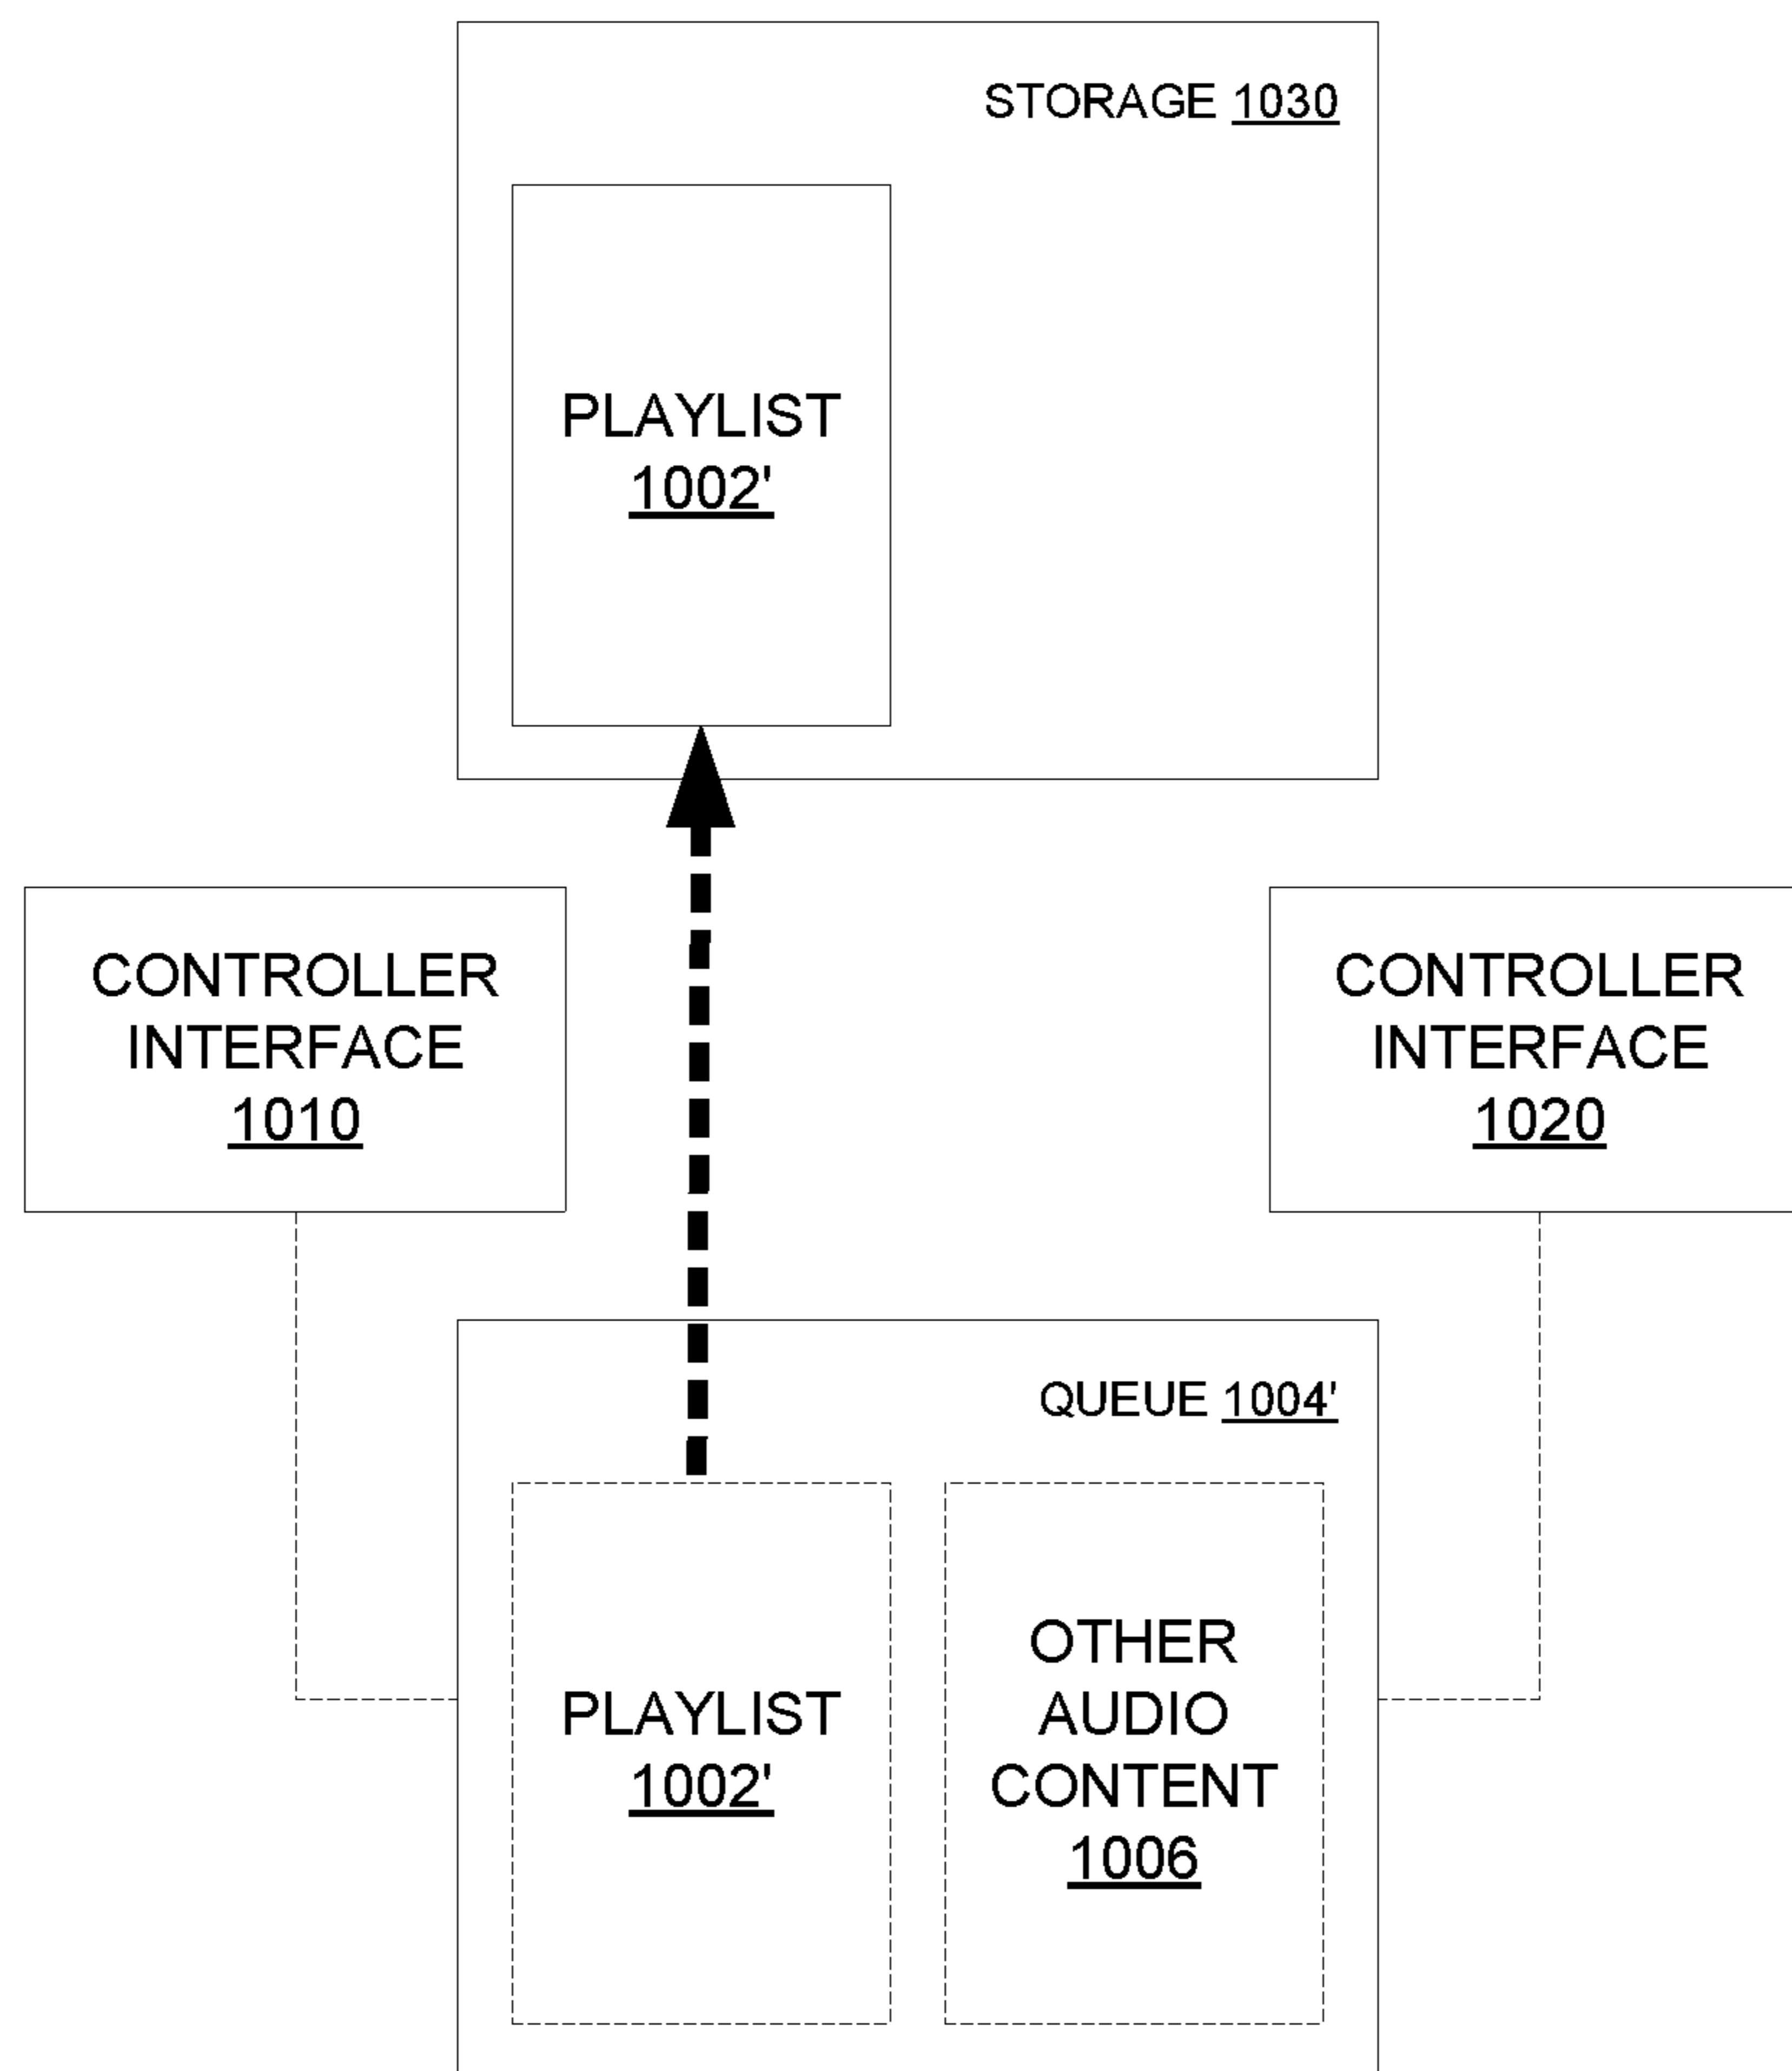 STORAGE 1030
PLAYLIST
1002'
CONTROLLER
INTERFACE
1010
CONTROLLER
INTERFACE
1020
QUEUE 1004'
PLAYLIST
1002'
OTHER
AUDIO
CONTENT
1006